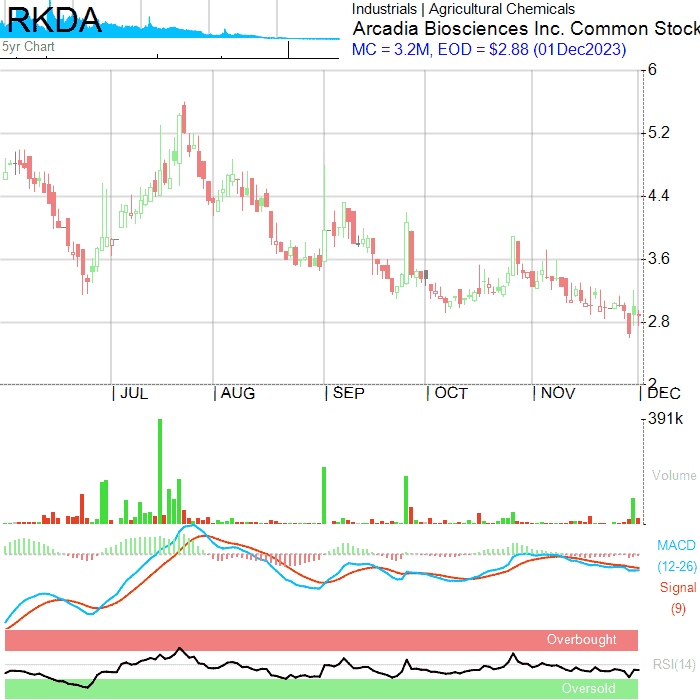 RKDA
5yr Chart
Industrials | Agricultural Chemicals
Arcadia Biosciences Inc. Common Stock
MC = 3.2M, EOD = $2.88 (01Dec2023)
6
5.2
4.4
3.6
2.8
2
JUL AUG SEP OCT NOV DEC
391k
Volume
MACD
(12-26)
Signal
(9)
Overbought
RSI(14)
Oversold